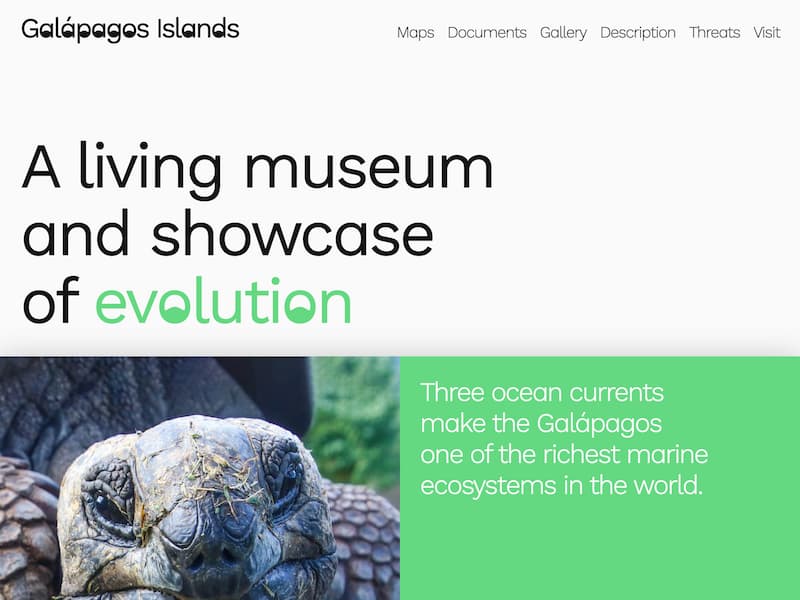 Galápagos Islands
Maps Documents Gallery Description Threats Visit
A living museum
and showcase
of evolution
Three ocean currents
make the Galápagos
one of the richest marine
ecosystems in the world.